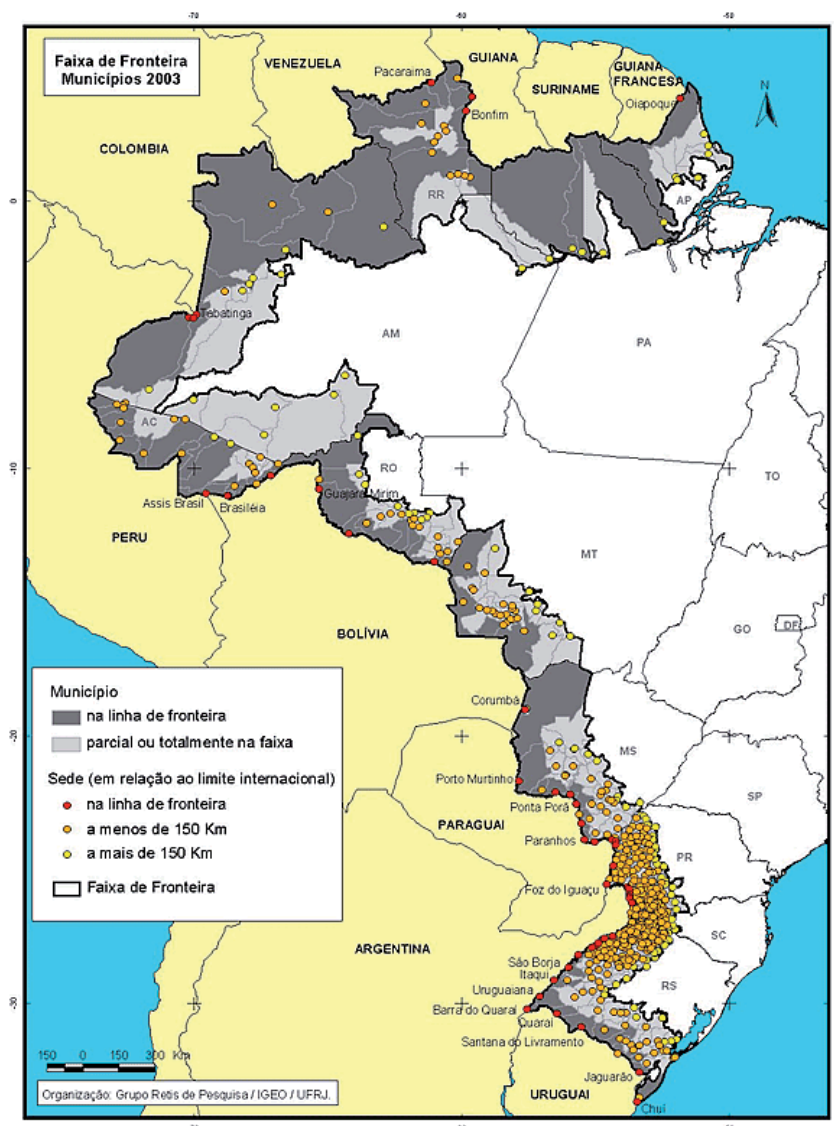 -70
-60
-50
Faixa de Fronteira
Municípios 2003
VENEZUELA
GUIANA
SURINAME
GUIANA
FRANCESA
COLOMBIA
Pacaraima
Bonfim
Oiapoque
N
0
RR
AP
Tabatinga
AM
PA
AC
-10
RO
TO
Assis Brasil
Brasiléia
Guajará-Mirim
PERU
MT
BOLÍVIA
GO
DF
Município
na linha de fronteira
parcial ou totalmente na faixa
Sede (em relação ao limite internacional)
na linha de fronteira
a menos de 150 Km
a mais de 150 Km
Faixa de Fronteira
Corumbá
-20
MS
Porto Murtinho
SP
Ponta Porã
PARAGUAI
Paranhos
PR
Foz do Iguaçu
SC
ARGENTINA
São Borja
Itaqui
RS
Uruguaiana
-30
Barra do Quaraí
Quaraí
Santana do Livramento
150 0 150 300 Km
Jaguarão
Organização: Grupo Retis de Pesquisa / IGEO / UFRJ.
URUGUAI
Chuí